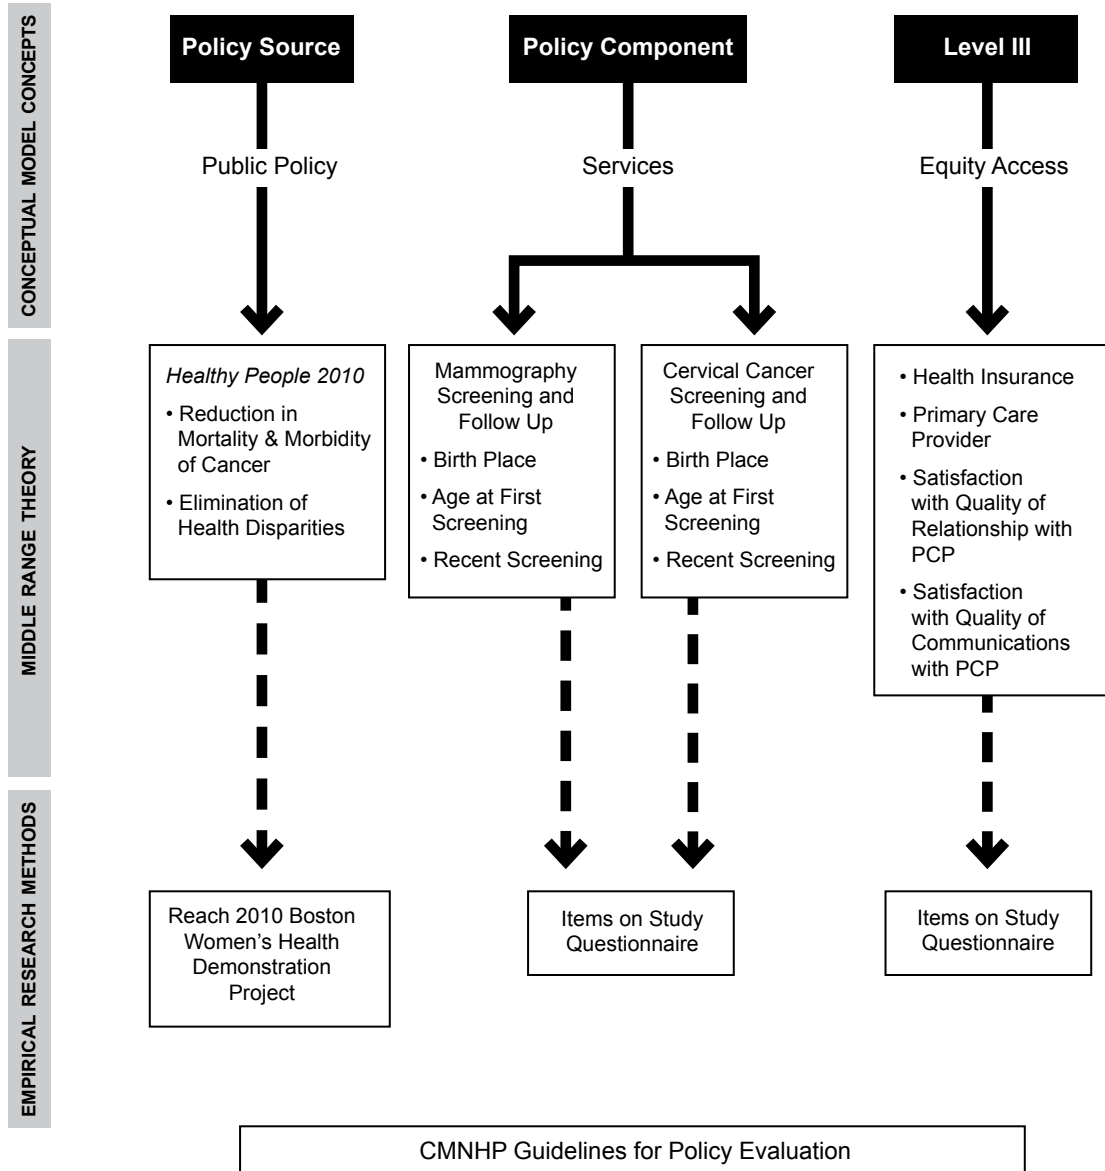 CONCEPTUAL MODEL CONCEPTS
Policy Source
Policy Component
Level III
Public Policy
Services
Equity Access
MIDDLE RANGE THEORY
Healthy People 2010
• Reduction in
Mortality & Morbidity
of Cancer
• Elimination of
Health Disparities
Mammography
Screening and
Follow Up
• Birth Place
• Age at First
Screening
• Recent Screening
Cervical Cancer
Screening and
Follow Up
• Birth Place
• Age at First
Screening
• Recent Screening
• Health Insurance
• Primary Care
Provider
• Satisfaction
with Quality of
Relationship with
PCP
• Satisfaction
with Quality of
Communications
with PCP
EMPIRICAL RESEARCH METHODS
Reach 2010 Boston
Women's Health
Demonstration
Project
Items on Study
Questionnaire
Items on Study
Questionnaire
CMNHP Guidelines for Policy Evaluation